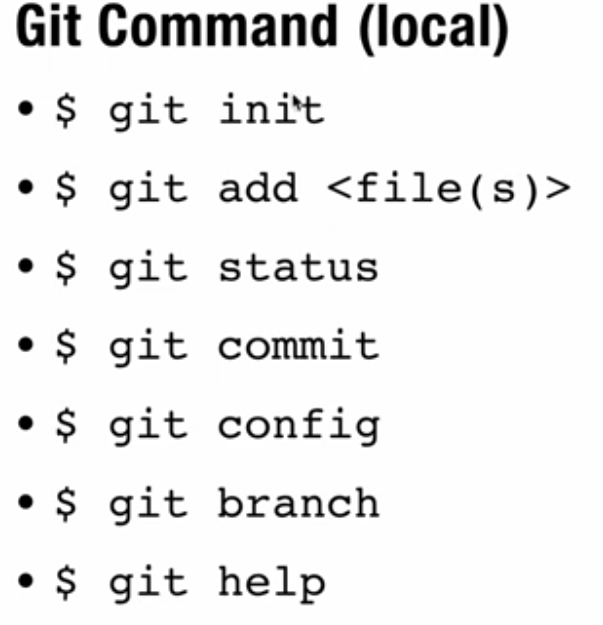 Git Command (local)
• $ git init
• $ git add <file(s)>
• $ git status
• $ git commit
• $ git config
• $ git branch
• $ git help